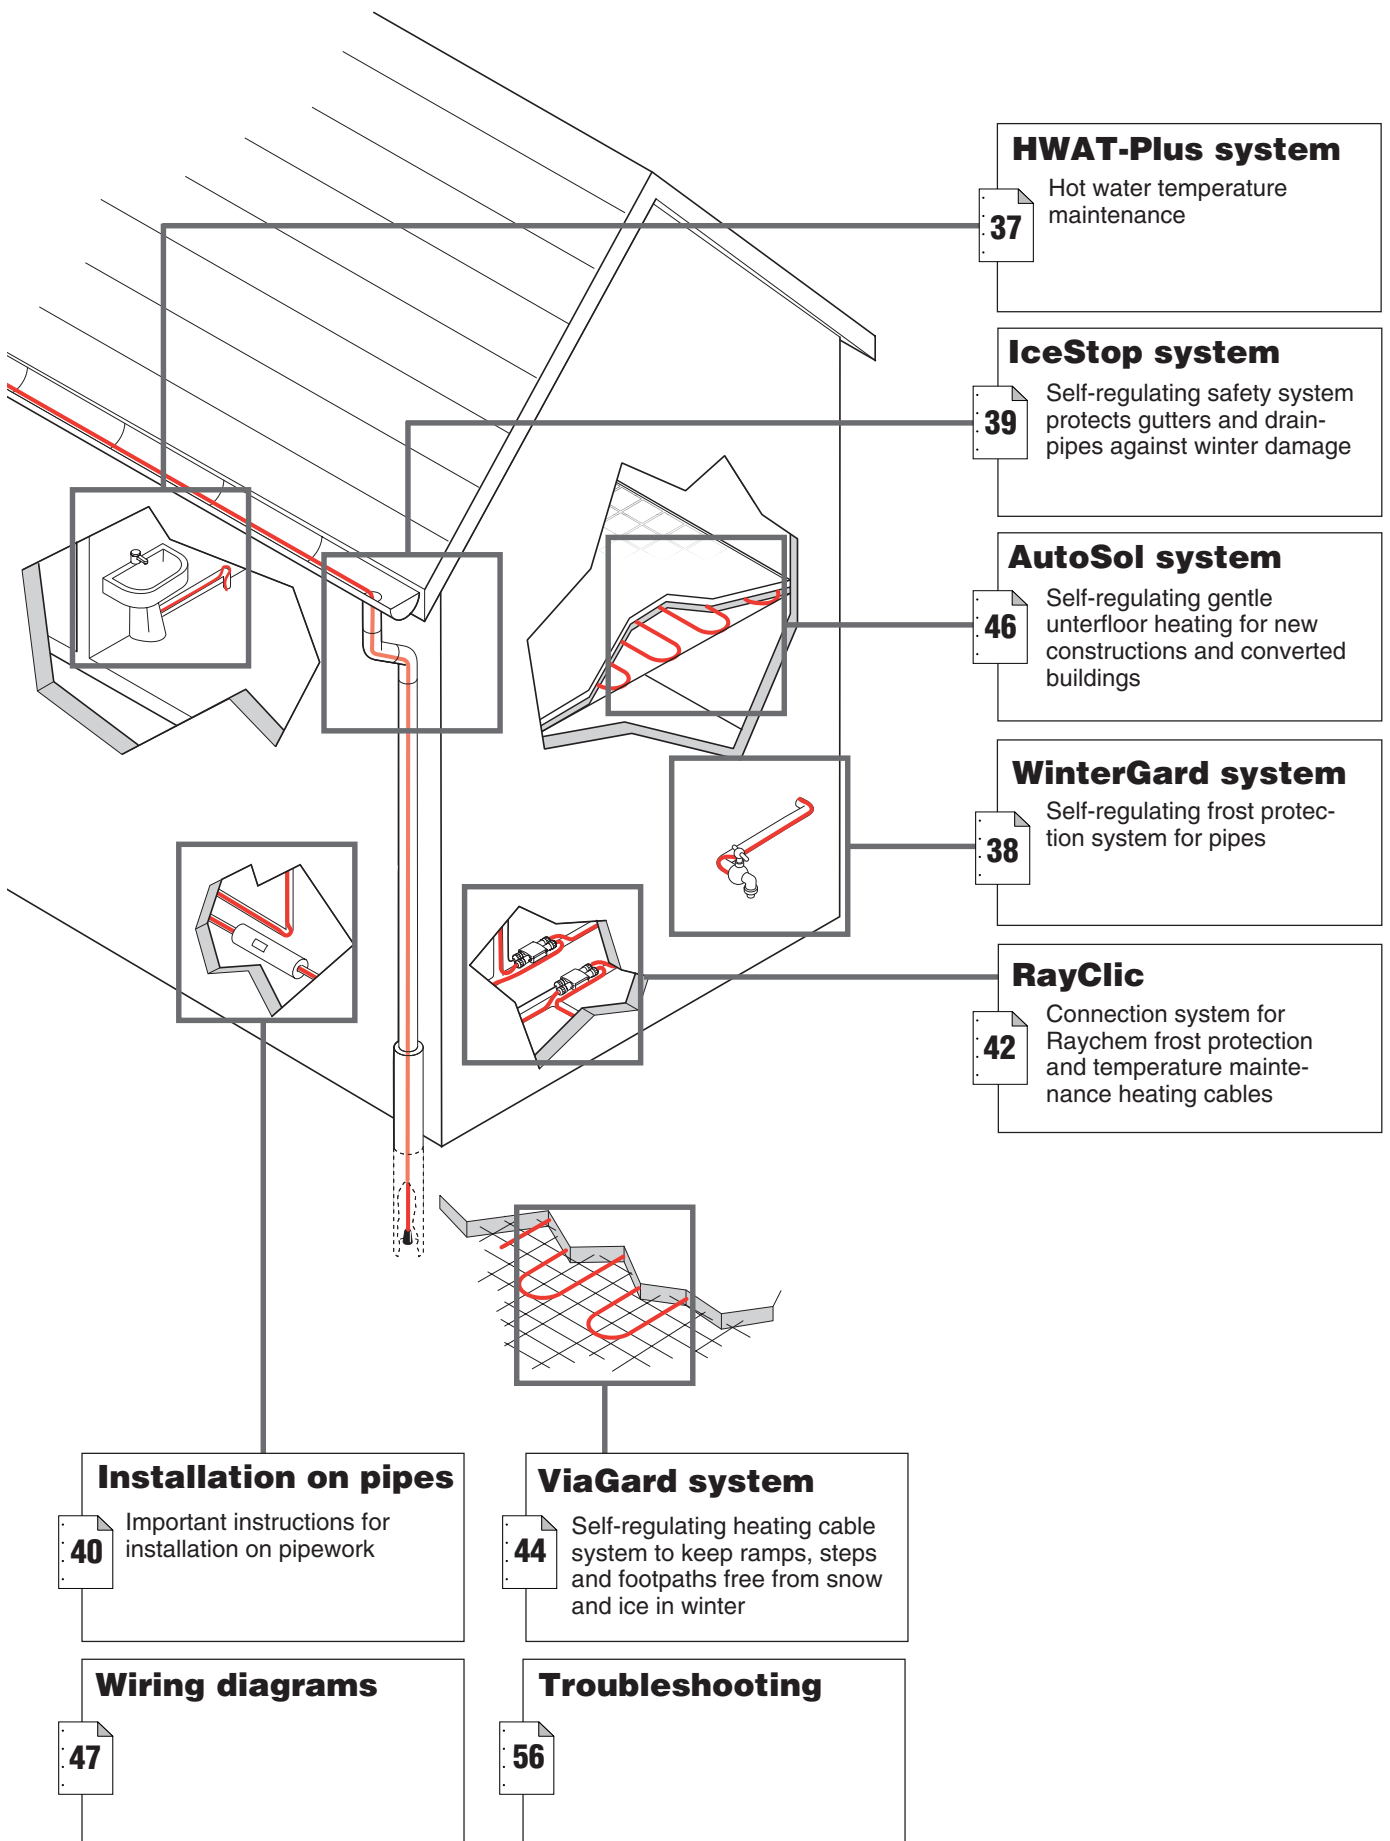 HWAT-Plus system
37
Hot water temperature
maintenance
IceStop system
39
Self-regulating safety system
protects gutters and drain-
pipes against winter damage
AutoSol system
46
Self-regulating gentle
unterfloor heating for new
constructions and converted
buildings
WinterGard system
38
Self-regulating frost protec-
tion system for pipes
RayClic
42
Connection system for
Raychem frost protection
and temperature mainte-
nance heating cables
Installation on pipes
40
Important instructions for
installation on pipework
ViaGard system
44
Self-regulating heating cable
system to keep ramps, steps
and footpaths free from snow
and ice in winter
Wiring diagrams
47
Troubleshooting
56